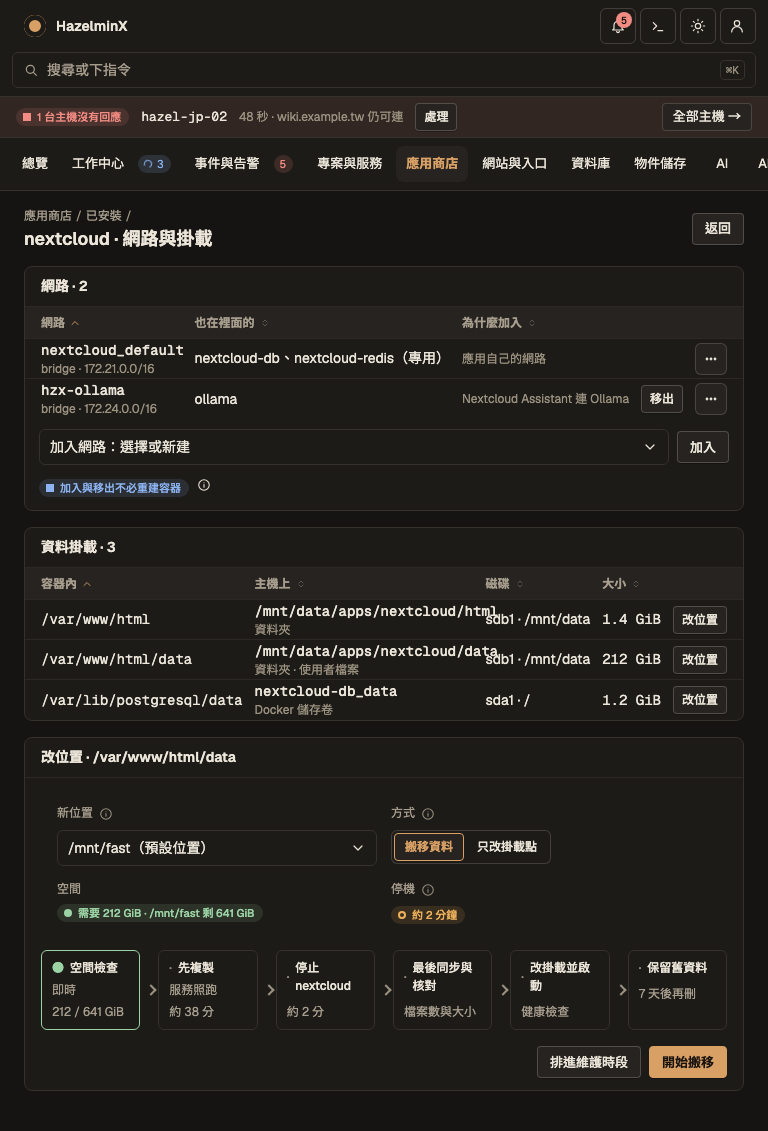 HazelminX
5
搜尋或下指令
⌘K
1 台主機沒有回應 hazel-jp-02 48 秒 · wiki.example.tw 仍可連 處理 全部主機 →
總覽 工作中心 3 事件與告警 5 專案與服務 應用商店 網站與入口 資料庫 物件儲存 AI
應用商店 / 已安裝 /
nextcloud · 網路與掛載
返回
網路 · 2
網路 也在裡面的 為什麼加入
nextcloud_default
bridge · 172.21.0.0/16
nextcloud-db、nextcloud-redis（專用）
應用自己的網路
hzx-ollama
bridge · 172.24.0.0/16
ollama
Nextcloud Assistant 連 Ollama
移出
加入網路：選擇或新建
加入
加入與移出不必重建容器
資料掛載 · 3
容器內 主機上 磁碟 大小
/var/www/html
/mnt/data/apps/nextcloud/html
資料夾
sdb1 · /mnt/data
1.4 GiB
改位置
/var/www/html/data
/mnt/data/apps/nextcloud/data
資料夾 · 使用者檔案
sdb1 · /mnt/data
212 GiB
改位置
/var/lib/postgresql/data
nextcloud-db_data
Docker 儲存卷
sda1 · /
1.2 GiB
改位置
改位置 · /var/www/html/data
新位置
/mnt/fast（預設位置）
方式
搬移資料 只改掛載點
空間
需要 212 GiB · /mnt/fast 剩 641 GiB
停機
約 2 分鐘
空間檢查
即時
212 / 641 GiB
· 先複製
服務照跑
約 38 分
· 停止
nextcloud
約 2 分
· 最後同步與
核對
檔案數與大小
· 改掛載並啟
動
健康檢查
· 保留舊資料
7 天後再刪
排進維護時段
開始搬移